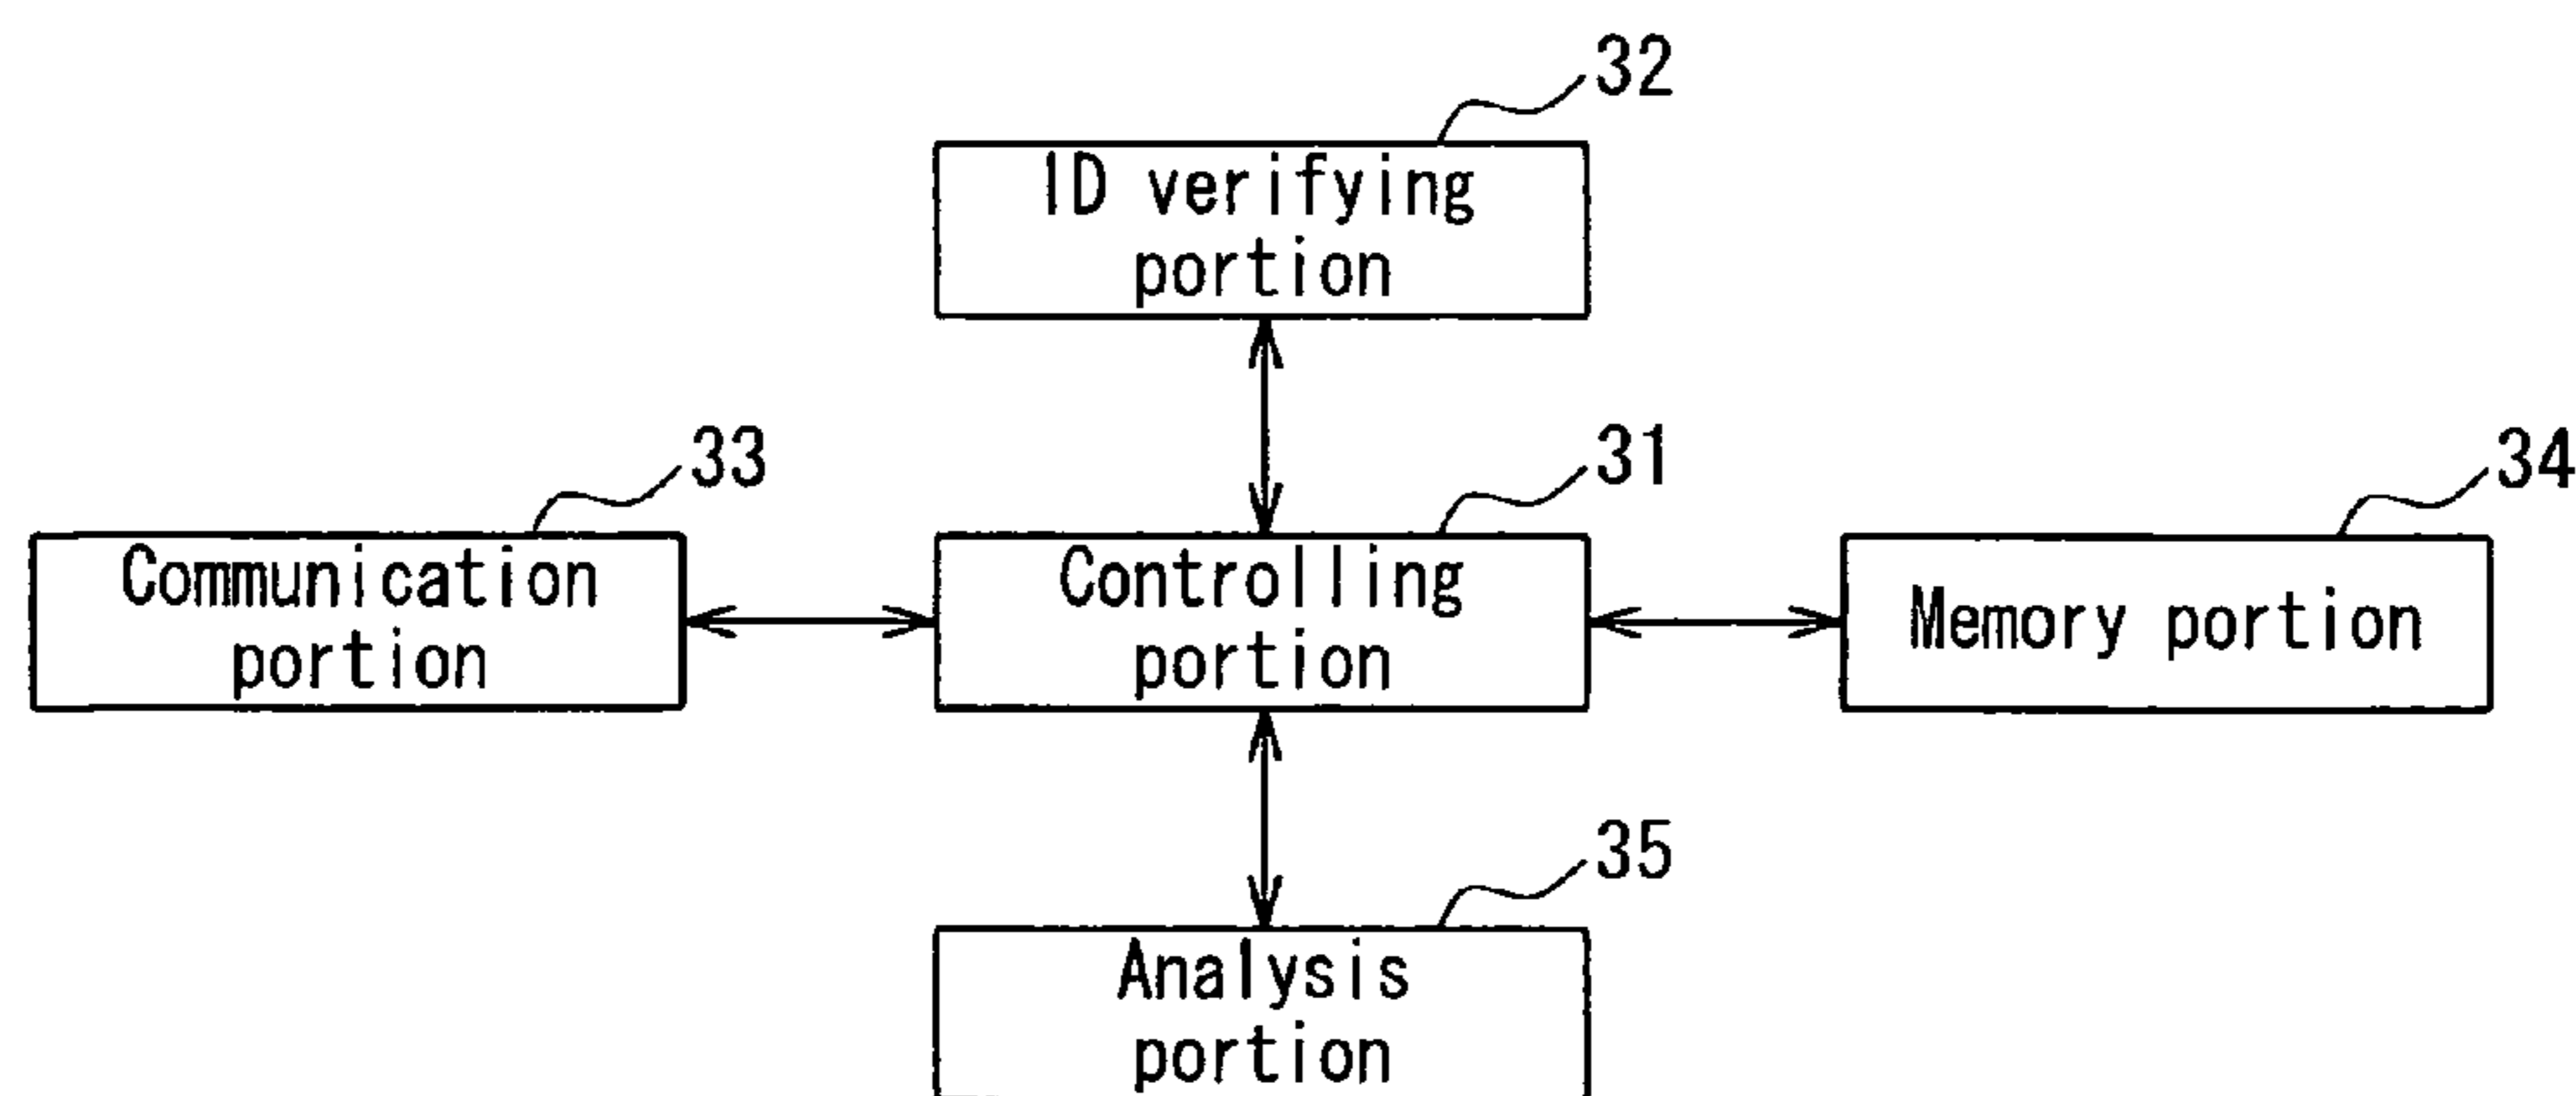 32
ID verifying
portion
33
31
34
Communication
portion
Controlling
portion
Memory portion
35
Analysis
portion